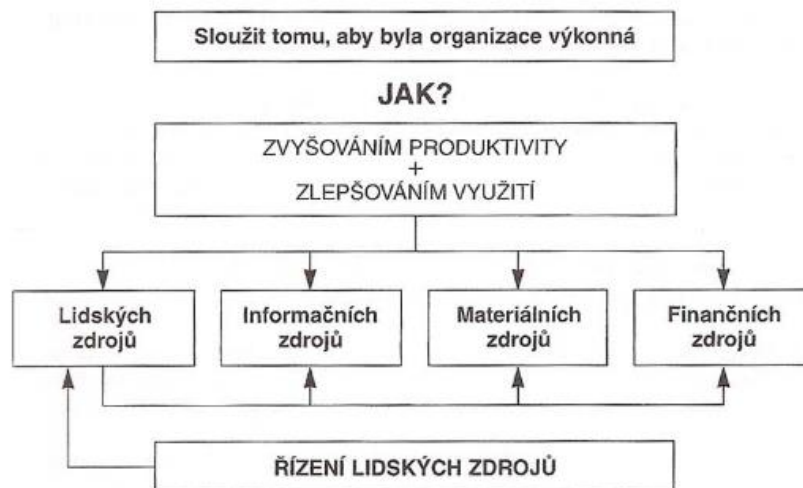 Sloužit tomu, aby byla organizace výkonná
JAK?
ZVYŠOVÁNÍM PRODUKTIVITY
+
ZLEPŠOVÁNÍM VYUŽITÍ
Lidských
zdrojů
Informačních
zdrojů
Materiálních
zdrojů
Finančních
zdrojů
ŘÍZENÍ LIDSKÝCH ZDROJŮ